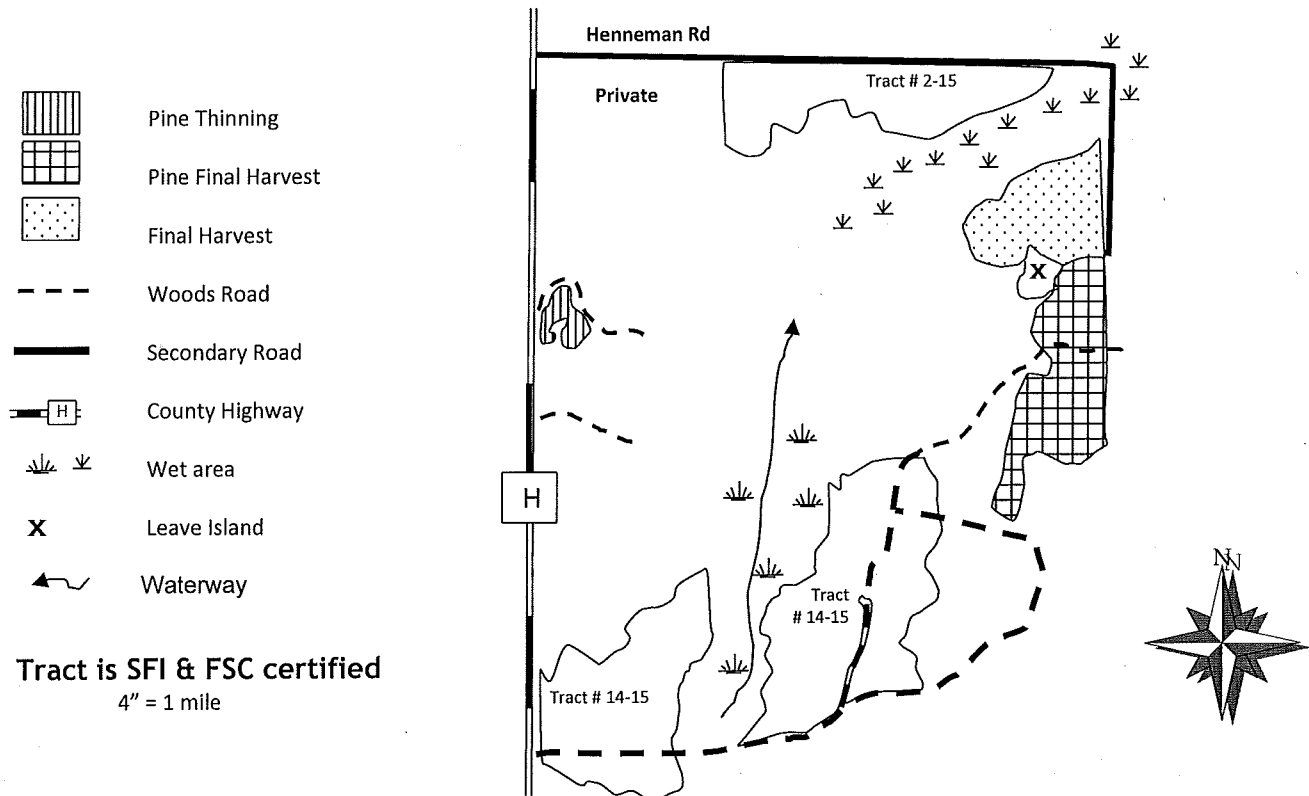 Henneman Rd
Private
Tract # 2-15
Pine Thinning
Pine Final Harvest
Final Harvest
Woods Road
Secondary Road
H
County Highway
Wet area
X
Leave Island
Waterway
Tract is SFI & FSC certified
4" = 1 mile
X
H
Tract
# 14-15
Tract # 14-15
N
N